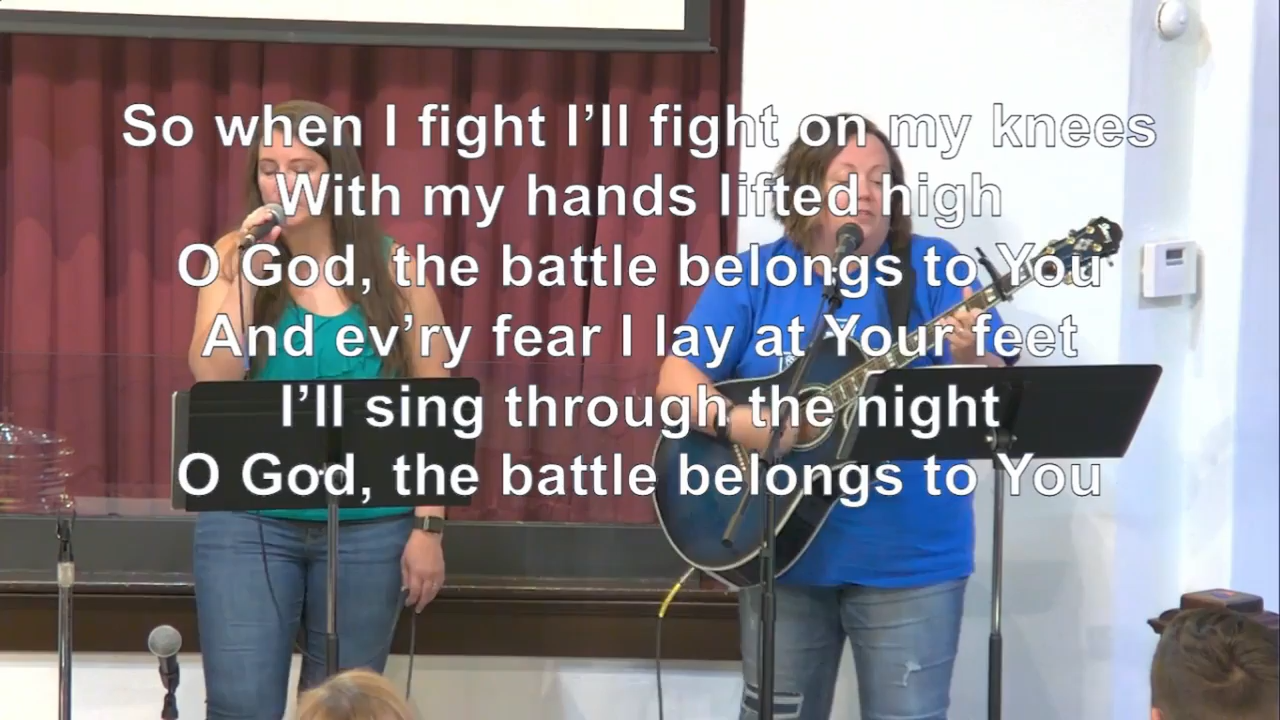 So when I fight I’ll fight on my knees
With my hands lifted high
O God, the battle belongs to You
And ev’ry fear I lay at Your feet
I’ll sing through the night
O God, the battle belongs to You